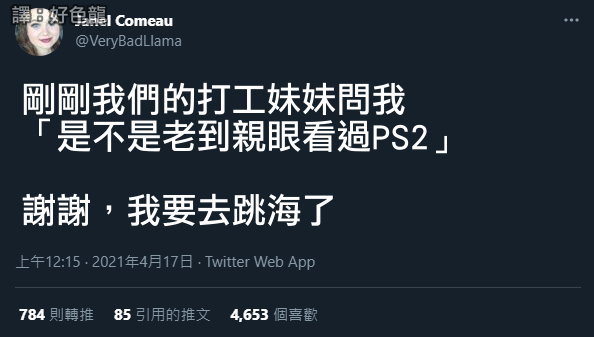 譯：好色龍
Janel Comeau
@VeryBadLlama
剛剛我們的打工妹妹問我
「是不是老到親眼看過PS2」
謝謝，我要去跳海了
上午12:15 · 2021年4月17日 · Twitter Web App
784 則轉推 85 引用的推文 4,653 個喜歡